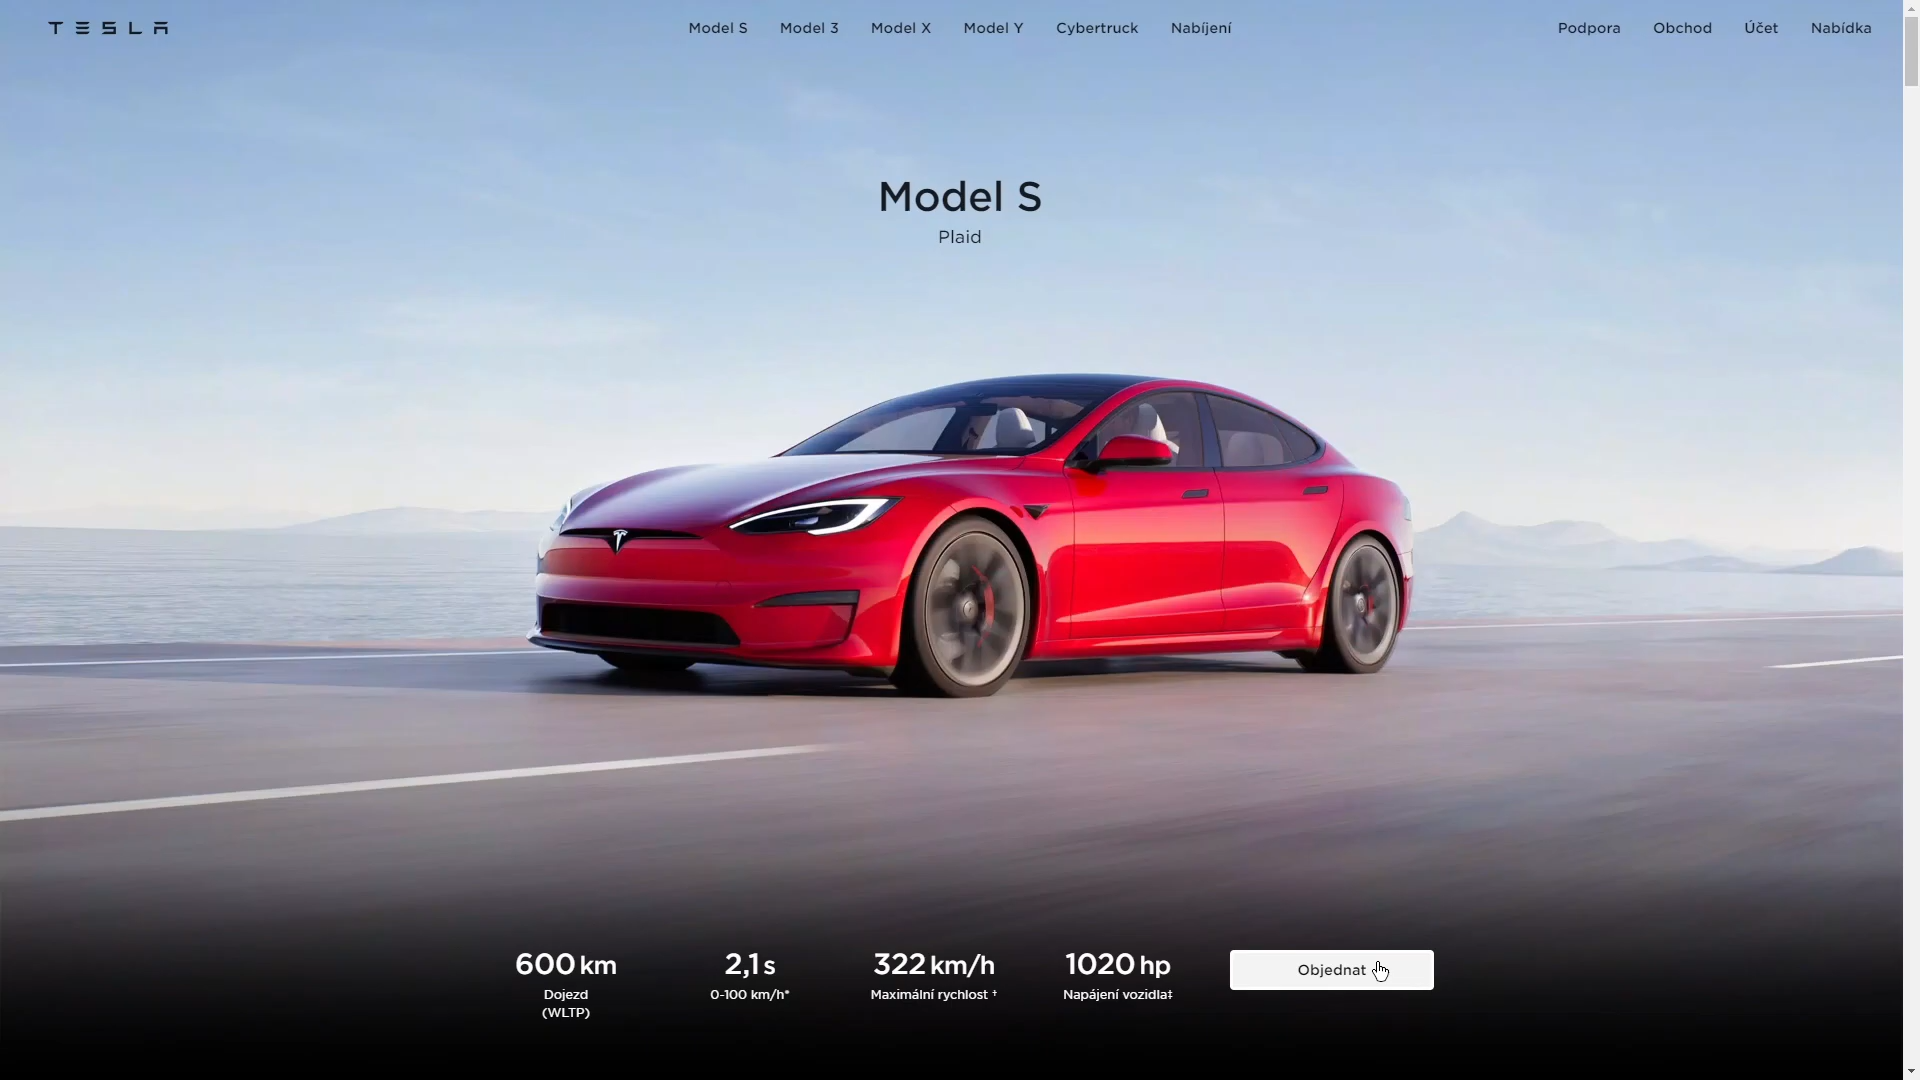 TESLA
Model S
Model 3
Model X
Model Y
Cybertruck
Nabíjení
Podpora
Obchod
Účet
Nabídka
Model S
Plaid
600 km
Dojezd
(WLTP)
2,1 s
0-100 km/h*
322 km/h
Maximální rychlost †
1020 hp
Napájení vozidla‡
Objednat